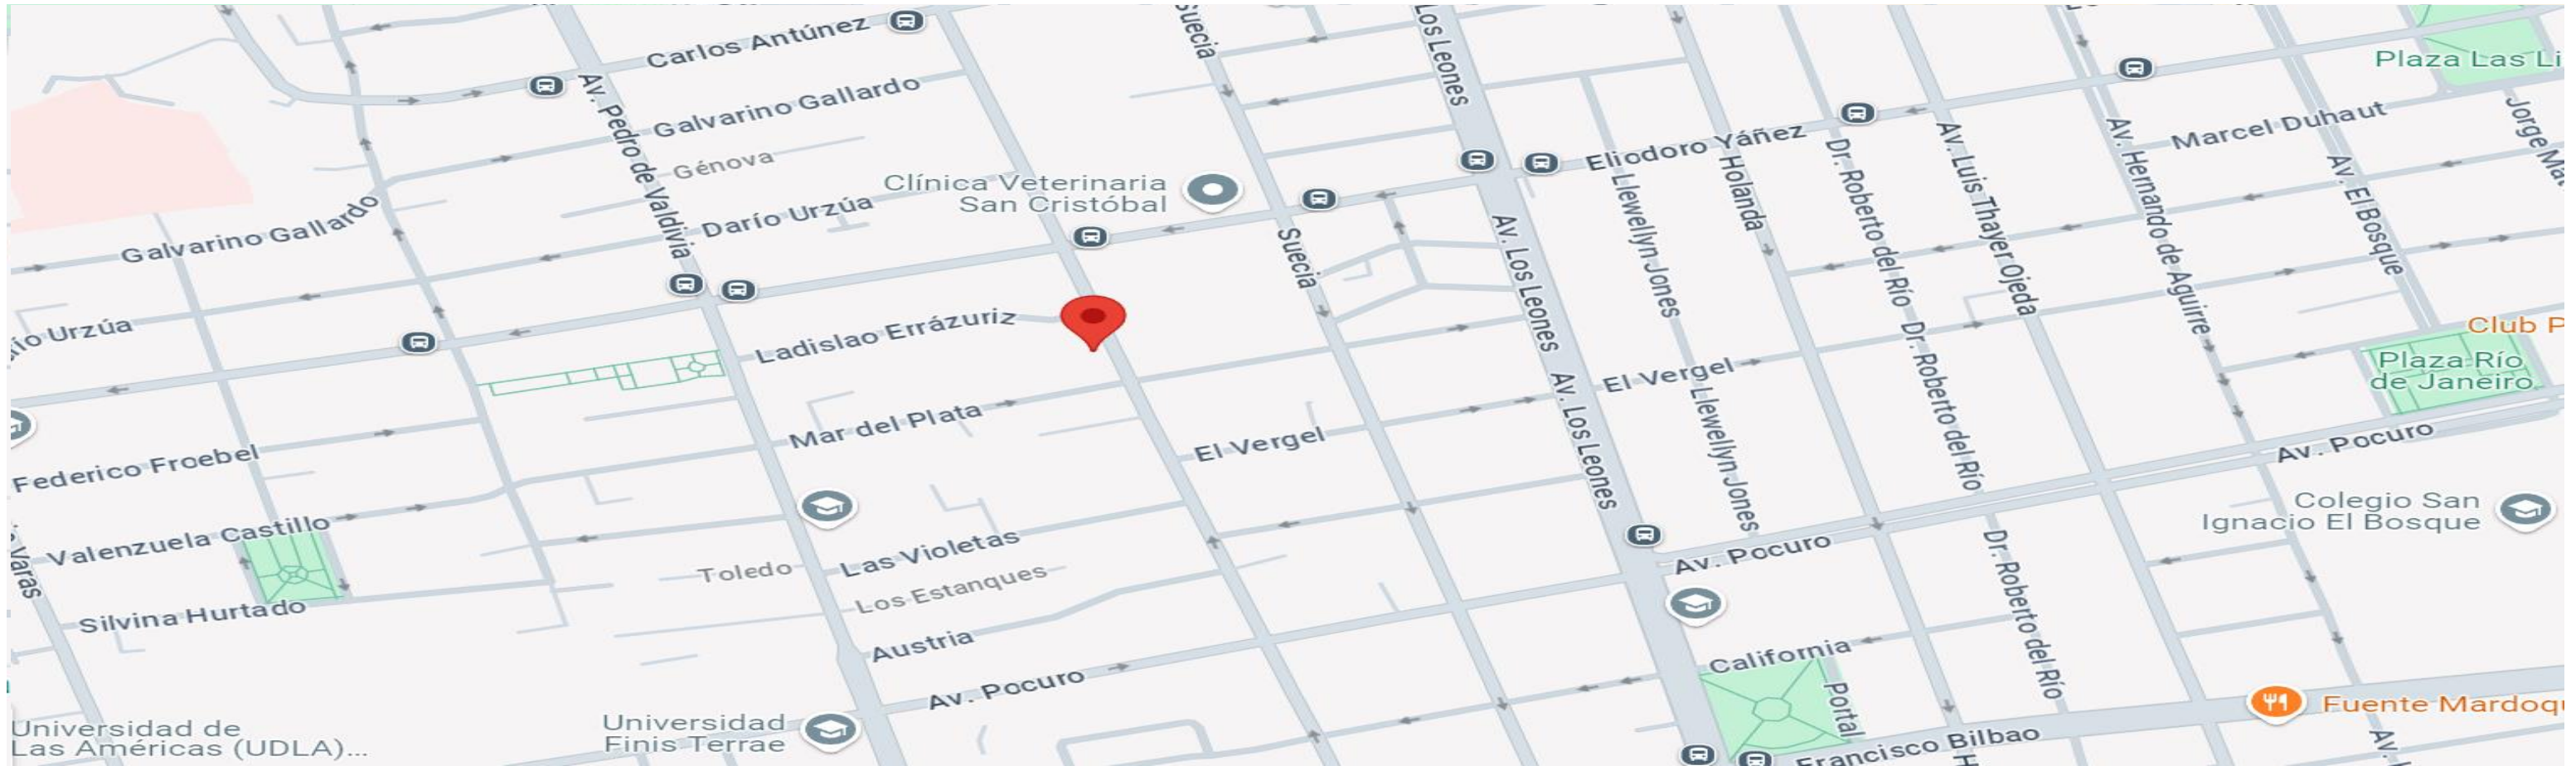 Carlos Antúnez
Suecia
Los Leones
Plaza Las Li
Galvarino Gallardo
Av. Pedro de Valdivia
Génova
Eliodoro Yáñez
Marcel Duhaut
Clínica Veterinaria
San Cristóbal
Darío Urzúa
Galvarino Gallardo
Suecia
Av. Los Leones
Llewellyn Jones
Holanda
Dr. Roberto del Río
Av. Luis Thayer Ojeda
Av. Hernando de Aguirre
Av. El Bosque
Urzúa
Ladislao Errázuriz
Club P
Plaza Río
de Janeiro
El Vergel
Dr. Roberto del Río
Mar del Plata
Av. Los Leones
Llewellyn Jones
El Vergel
Federico Froebel
Av. Pocuro
Colegio San
Ignacio El Bosque
Valenzuela Castillo
Varas
Las Violetas
Toledo
Av. Pocuro
Dr. Roberto del Río
Los Estanques
Silvina Hurtado
Austria
California
Av. Pocuro
Portal
Universidad de
Las Américas (UDLA)...
Universidad
Finis Terrae
Fuente Mardoq
Francisco Bilbao
Av.
H